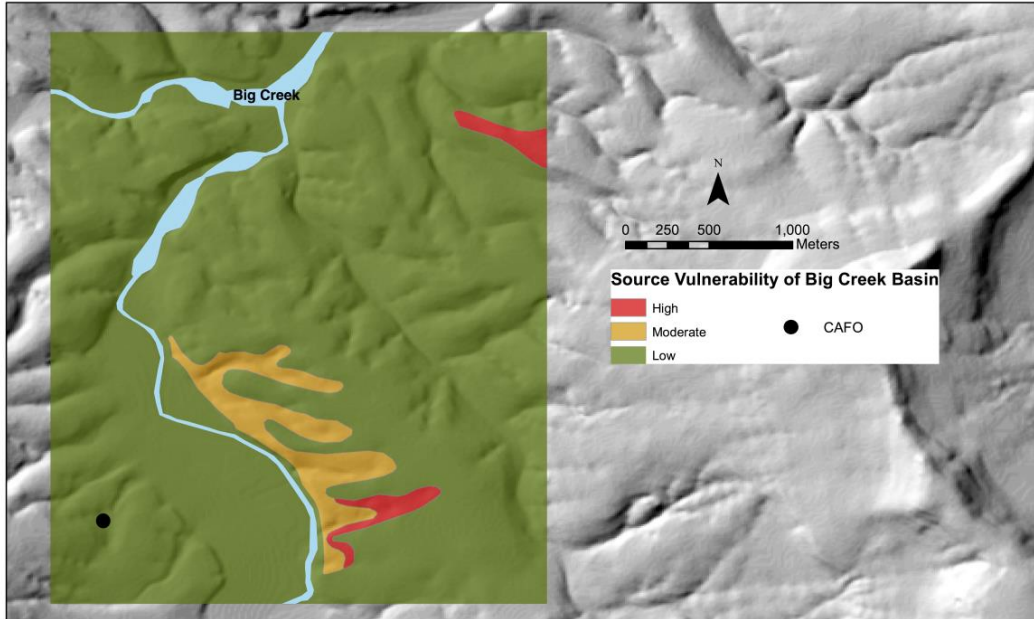 Big Creek
N
0 250 500 1,000
Meters
Source Vulnerability of Big Creek Basin
High
Moderate
CAFO
Low